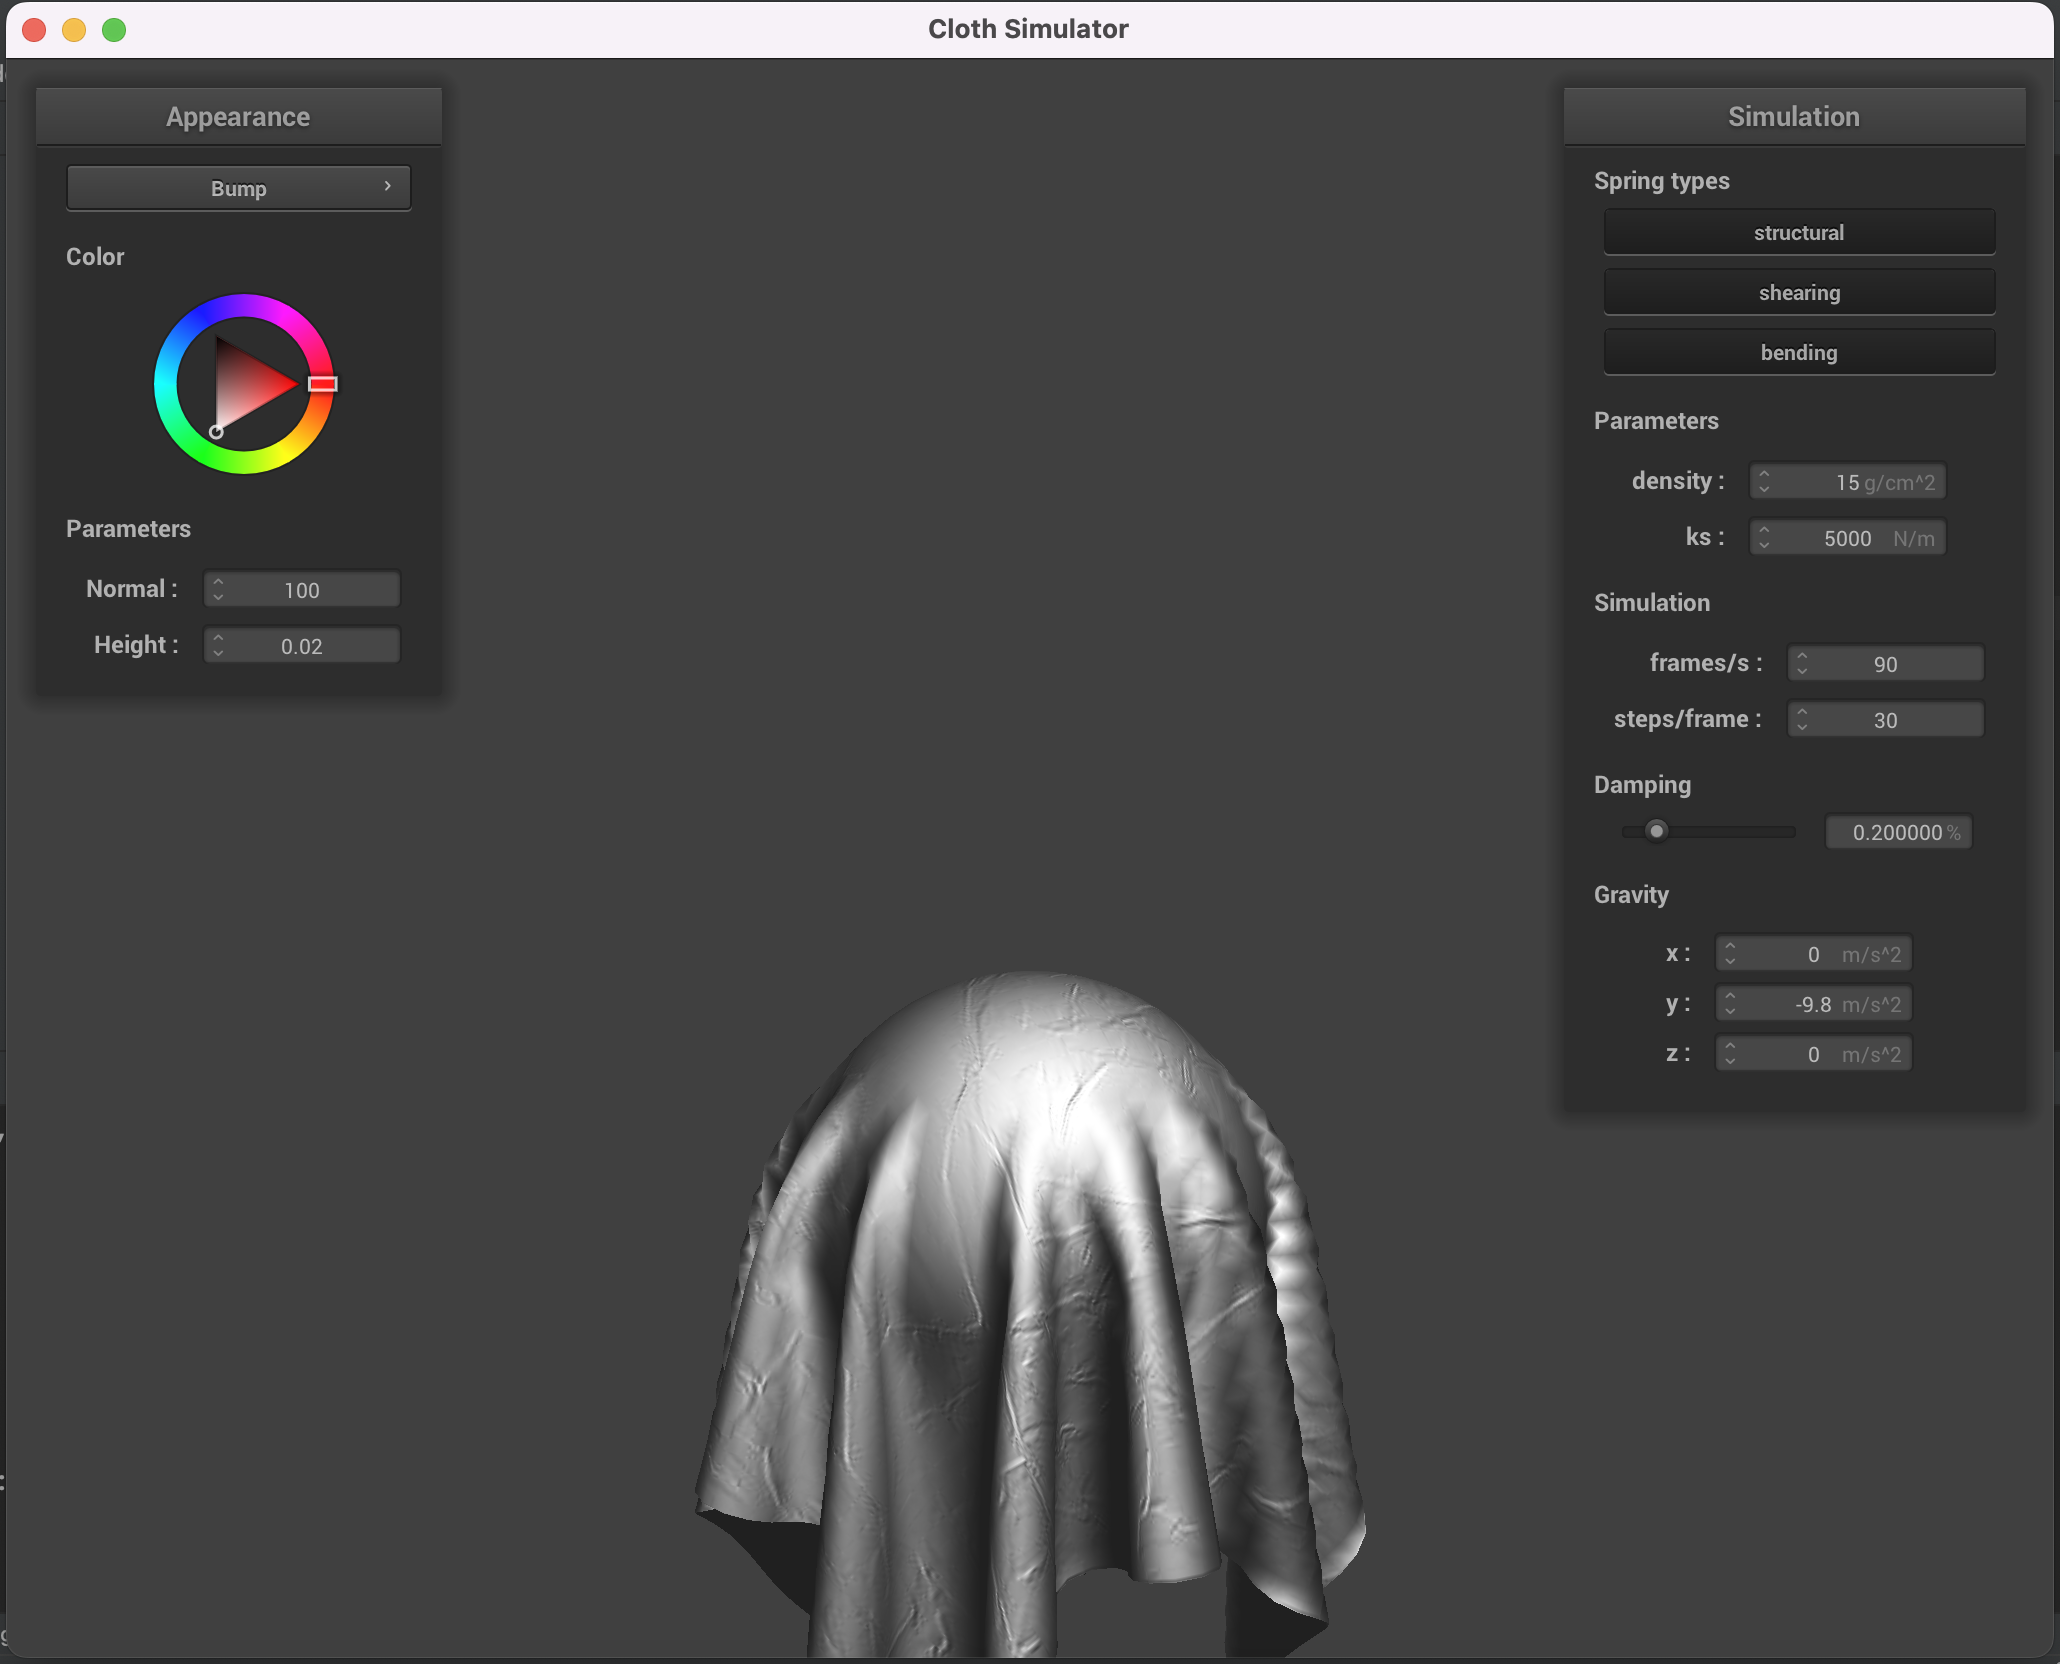 Cloth Simulator
Appearance
Bump
Color
Parameters
Normal : 100
Height : 0.02
Simulation
Spring types
structural
shearing
bending
Parameters
density : 15 g/cm^2
ks : 5000 N/m
Simulation
frames/s : 90
steps/frame : 30
Damping
0.200000 %
Gravity
x : 0 m/s^2
y : -9.8 m/s^2
z : 0 m/s^2